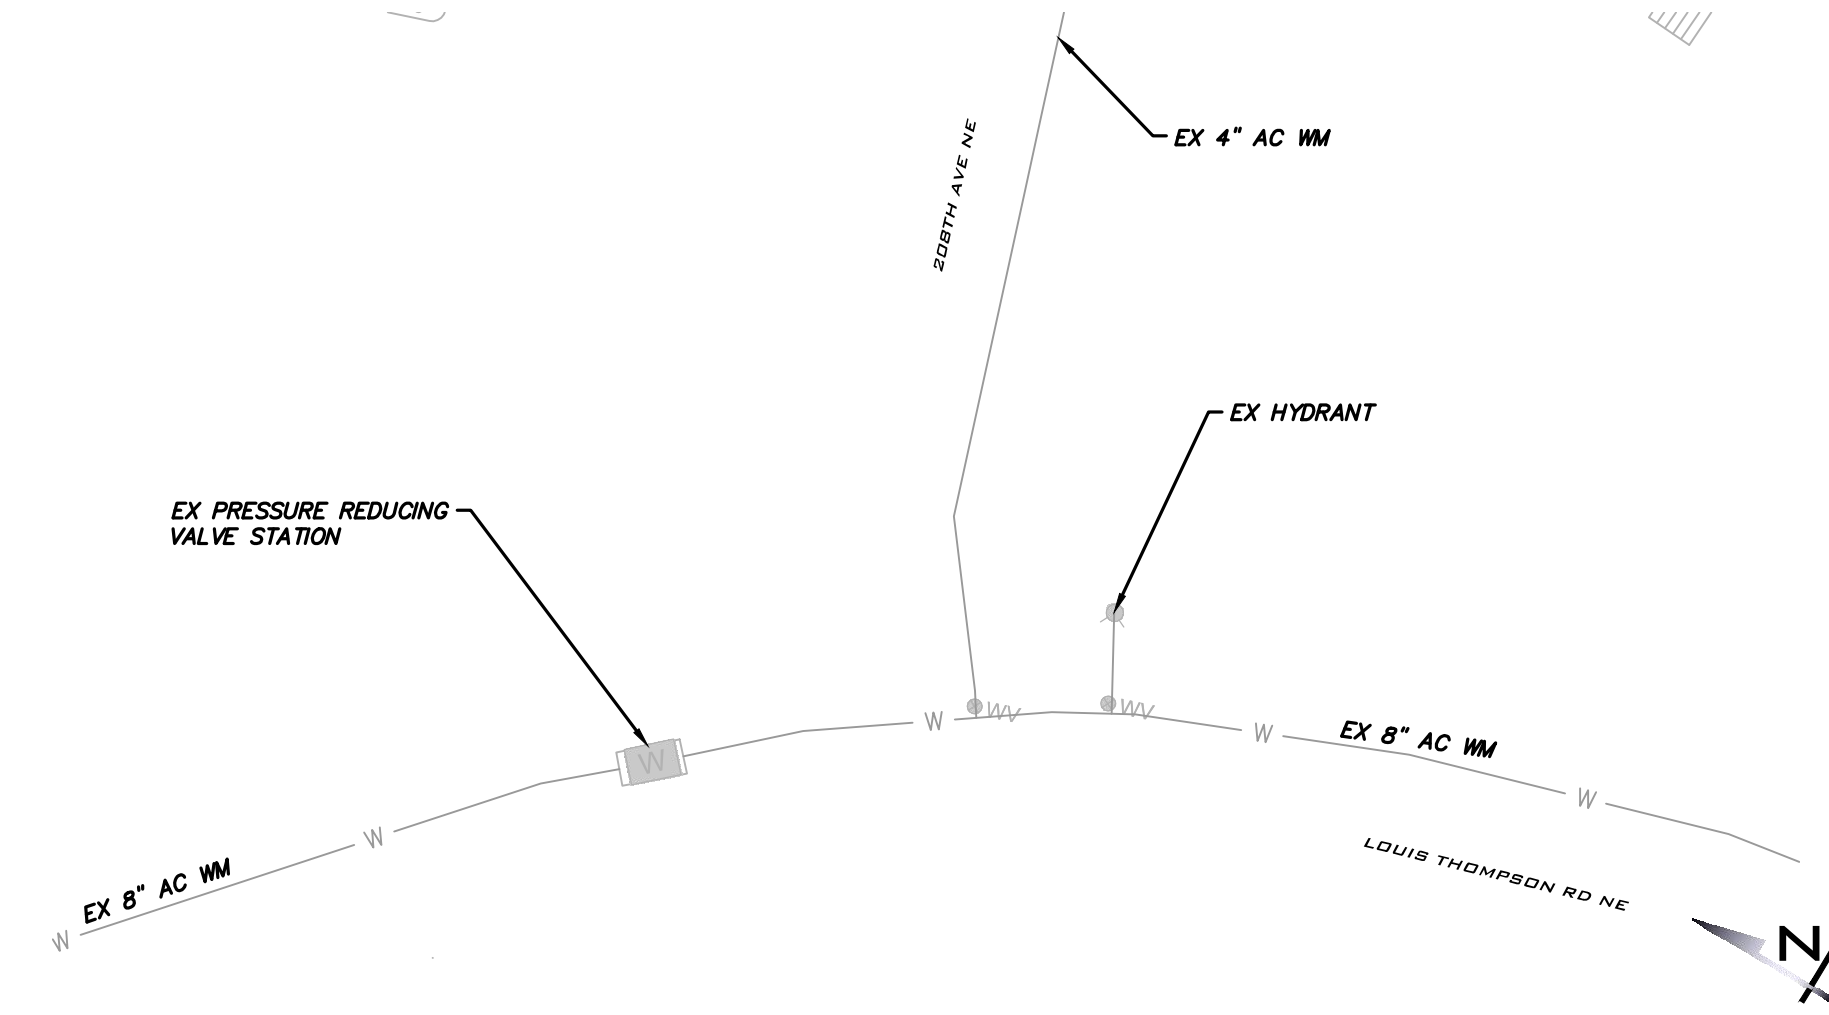 EX 4" AC WM
208TH AVE NE
EX HYDRANT
EX PRESSURE REDUCING
VALVE STATION
WV
WV
W
W
EX 8" AC WM
W
W
W
EX 8" AC WM
W
LOUIS THOMPSON RD NE
N